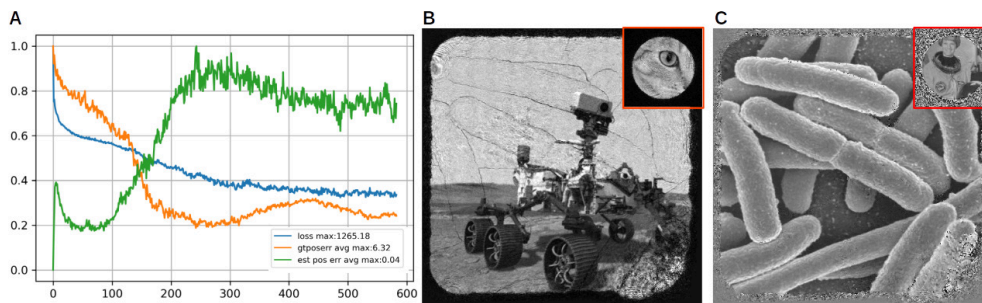 A
B
C
1.0
0.8
0.6
0.4
0.2
0.0
loss max:1265.18
gtposerr avg max:6.32
est pos err avg max:0.04
0
100
200
300
400
500
600